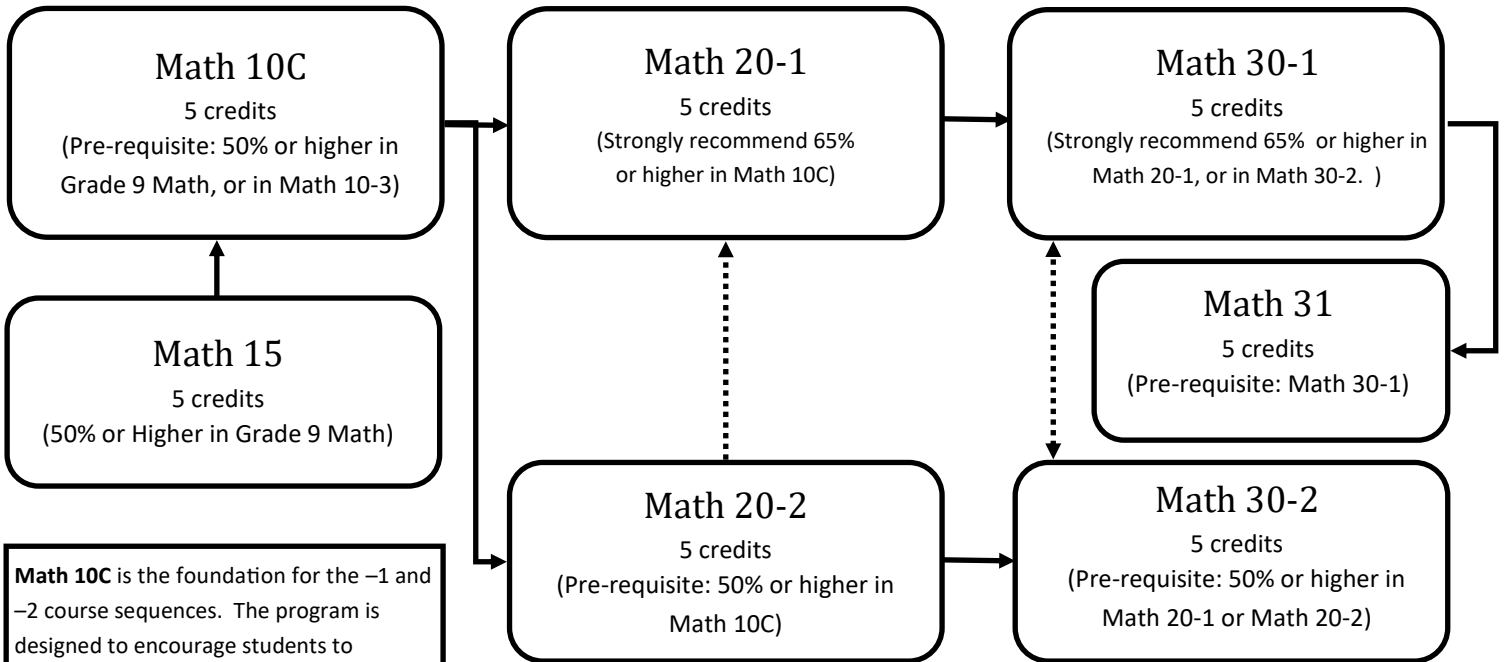 Math 10C
5 credits
(Pre-requisite: 50% or higher in
Grade 9 Math, or in Math 10-3)
Math 20-1
5 credits
(Strongly recommend 65%
or higher in Math 10C)
Math 30-1
5 credits
(Strongly recommend 65%  or higher in
Math 20-1, or in Math 30-2.  )
Math 15
5 credits
(50% or Higher in Grade 9 Math)
Math 31
5 credits
(Pre-requisite: Math 30-1)
Math 20-2
5 credits
(Pre-requisite: 50% or higher in
Math 10C)
Math 30-2
5 credits
(Pre-requisite: 50% or higher in
Math 20-1 or Math 20-2)
Math 10C is the foundation for the –1 and
–2 course sequences.  The program is
designed to encourage students to